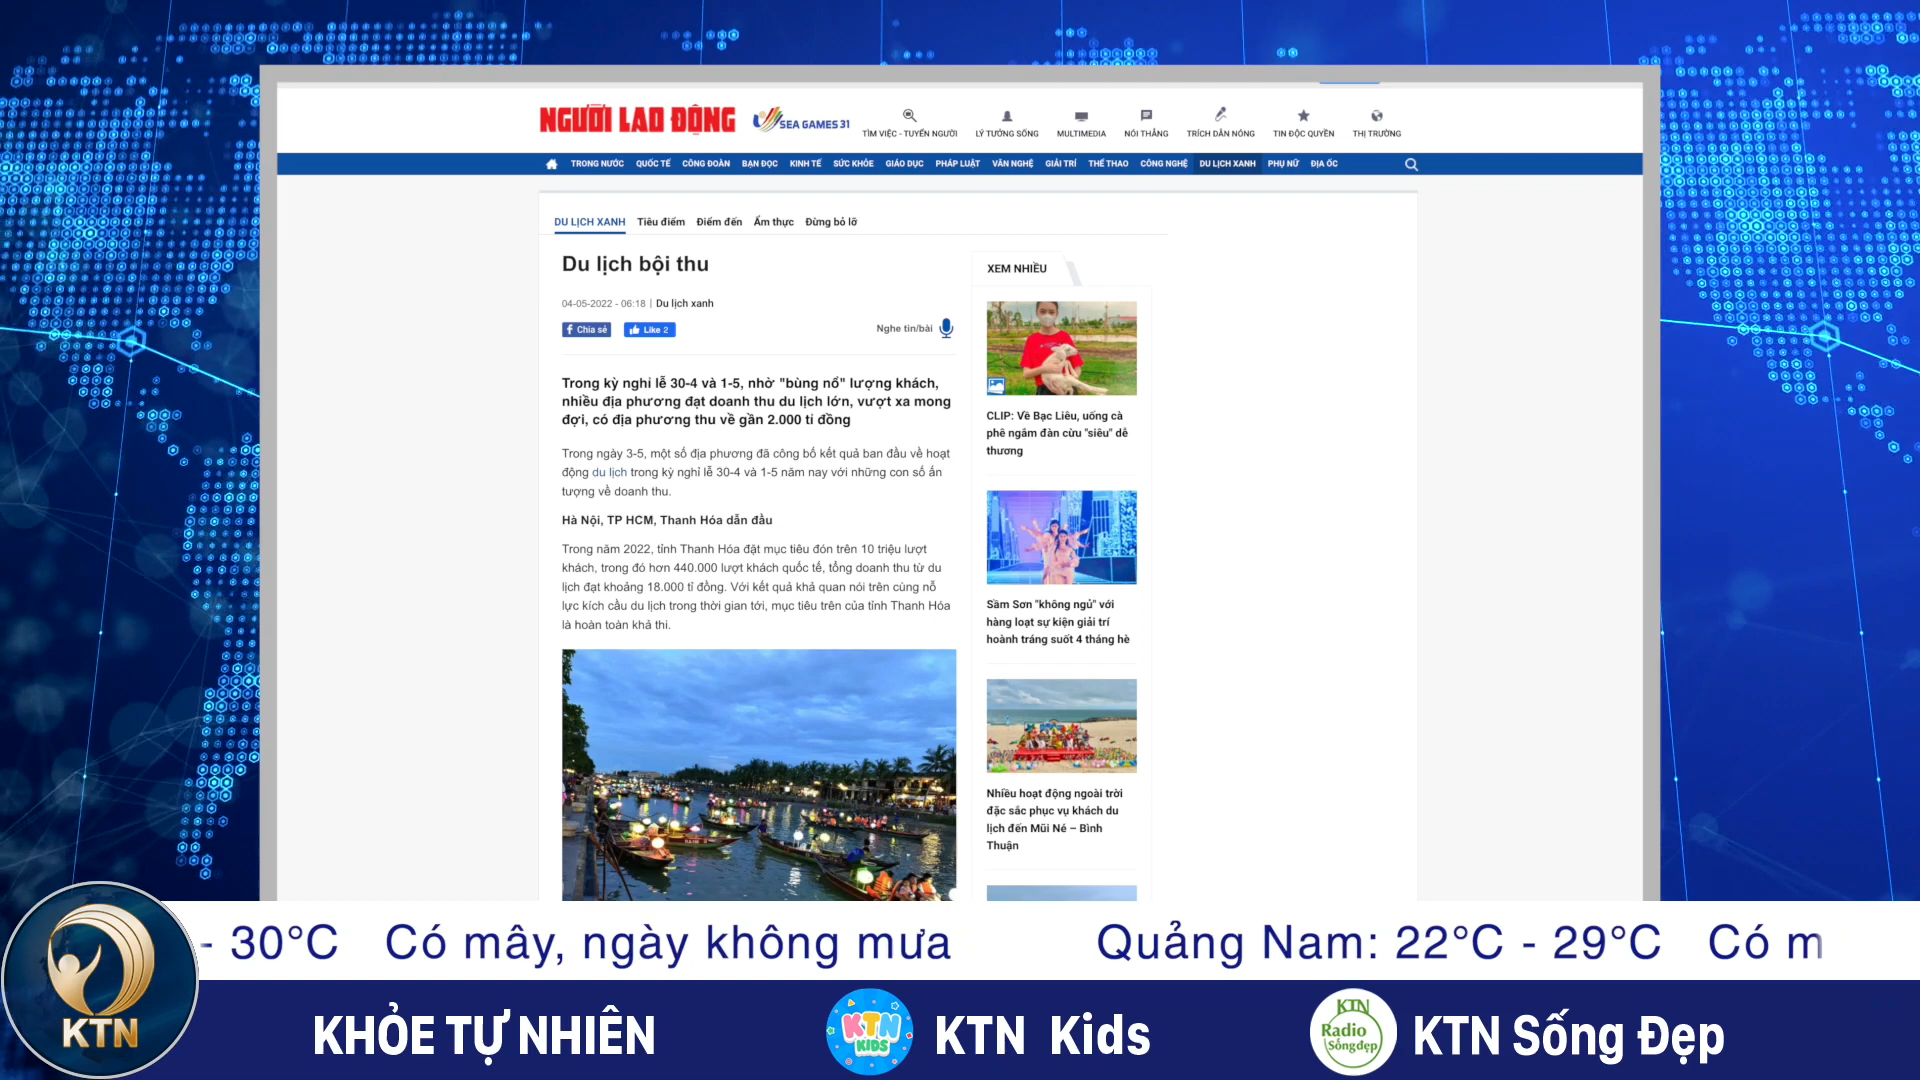 NGƯỜI LAO ĐỘNG
SEA GAMES 31
TÌM VIỆC - TUYỂN NGƯỜI
LÝ TƯỞNG SỐNG
MULTIMEDIA
NÓI THẲNG
TRÍCH DẪN NÓNG
TIN ĐỘC QUYỀN
THỊ TRƯỜNG
TRONG NƯỚC QUỐC TẾ CÔNG ĐOÀN BẠN ĐỌC KINH TẾ SỨC KHỎE GIÁO DỤC PHÁP LUẬT VĂN NGHỆ GIẢI TRÍ THỂ THAO CÔNG NGHỆ DU LỊCH XANH PHỤ NỮ ĐỊA ỐC
DU LỊCH XANH Tiêu điểm Điểm đến Ẩm thực Đừng bỏ lỡ
Du lịch bội thu
04-05-2022 - 06:18 | Du lịch xanh
Chia sẻ
Like 2
Nghe tin/bài
Trong kỳ nghỉ lễ 30-4 và 1-5, nhờ "bùng nổ" lượng khách,
nhiều địa phương đạt doanh thu du lịch lớn, vượt xa mong
đợi, có địa phương thu về gần 2.000 tỉ đồng
Trong ngày 3-5, một số địa phương đã công bố kết quả ban đầu về hoạt
động du lịch trong kỳ nghỉ lễ 30-4 và 1-5 năm nay với những con số ấn
tượng về doanh thu.
Hà Nội, TP HCM, Thanh Hóa dẫn đầu
Trong năm 2022, tỉnh Thanh Hóa đặt mục tiêu đón trên 10 triệu lượt
khách, trong đó hơn 440.000 lượt khách quốc tế, tổng doanh thu từ du
lịch đạt khoảng 18.000 tỉ đồng. Với kết quả khả quan nói trên cùng nỗ
lực kích cầu du lịch trong thời gian tới, mục tiêu trên của tỉnh Thanh Hóa
là hoàn toàn khả thi.
XEM NHIỀU
CLIP: Về Bạc Liêu, uống cà
phê ngắm đàn cừu "siêu" dễ
thương
Sầm Sơn "không ngủ" với
hàng loạt sự kiện giải trí
hoành tráng suốt 4 tháng hè
Nhiều hoạt động ngoài trời
đặc sắc phục vụ khách du
lịch đến Mũi Né – Bình
Thuận
- 30°C Có mây, ngày không mưa Quảng Nam: 22°C - 29°C Có m
KTN
KHỎE TỰ NHIÊN
KTN
KIDS
KTN Kids
KTN
Radio
Sống đẹp
KTN Sống Đẹp